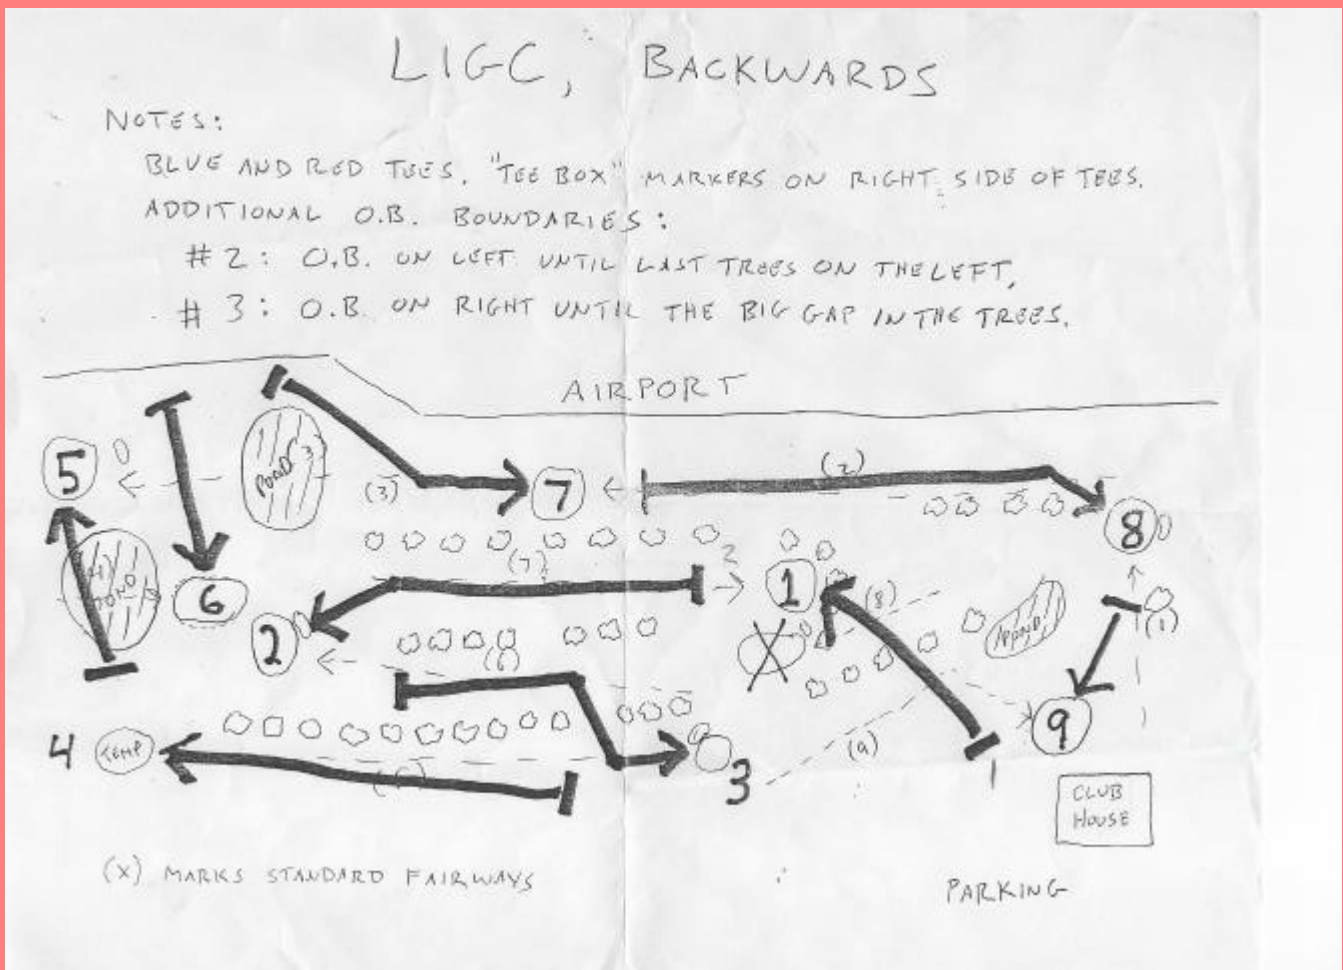 LIGC, BACKWARDS
NOTES:
BLUE AND RED TEES. "TEE BOX" MARKERS ON RIGHT SIDE OF TEES.
ADDITIONAL O.B. BOUNDARIES:
#2: O.B. ON LEFT UNTIL LAST TREES ON THE LEFT.
#3: O.B. ON RIGHT UNTIL THE BIG GAP IN THE TREES.
AIRPORT
5
POND
(3)
7
(2)
8
POND
6
2
(7)
2
1
(8)
POND
(1)
(6)
9
4
TEMP
3
(9)
1
CLUB
HOUSE
(X) MARKS STANDARD FAIRWAYS
PARKING